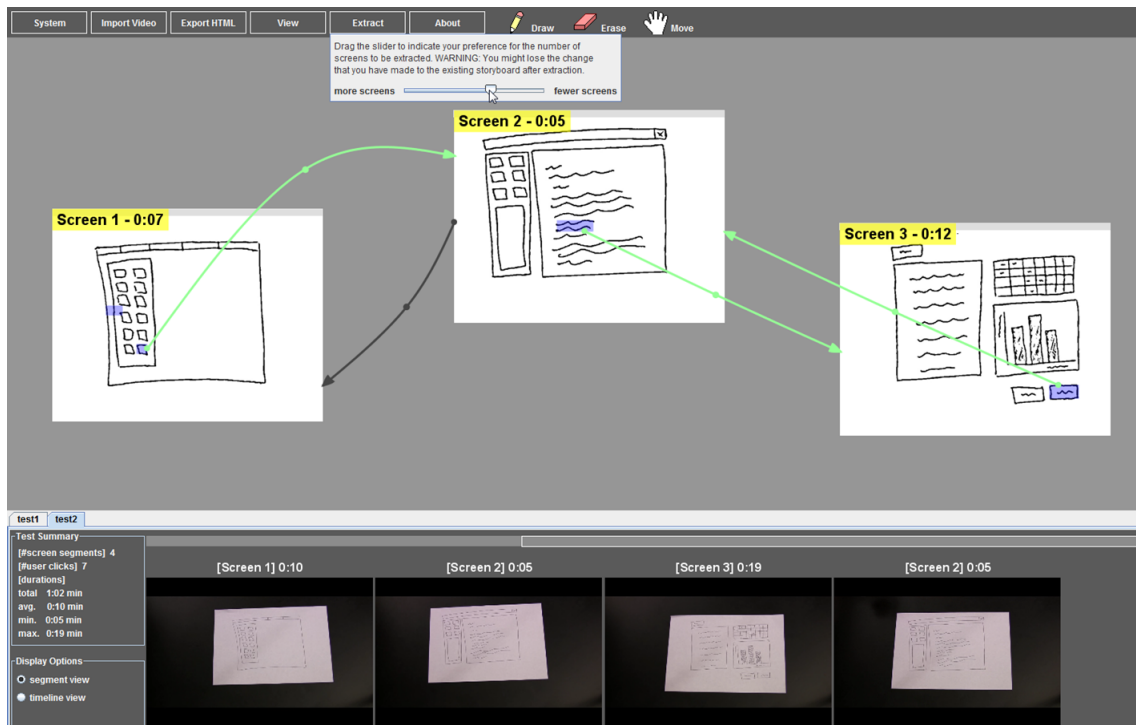 System Import Video Export HTML View Extract About Draw Erase Move
Drag the slider to indicate your preference for the number of
screens to be extracted. WARNING: You might lose the change
that you have made to the existing storyboard after extraction.
more screens fewer screens
Screen 1 - 0:07
Screen 2 - 0:05
Screen 3 - 0:12
test1 test2
Test Summary
[#screen segments] 4
[#user clicks] 7
[durations]
total 1:02 min
avg. 0:10 min
min. 0:05 min
max. 0:19 min
Display Options
segment view
timeline view
[Screen 1] 0:10 [Screen 2] 0:05 [Screen 3] 0:19 [Screen 2] 0:05